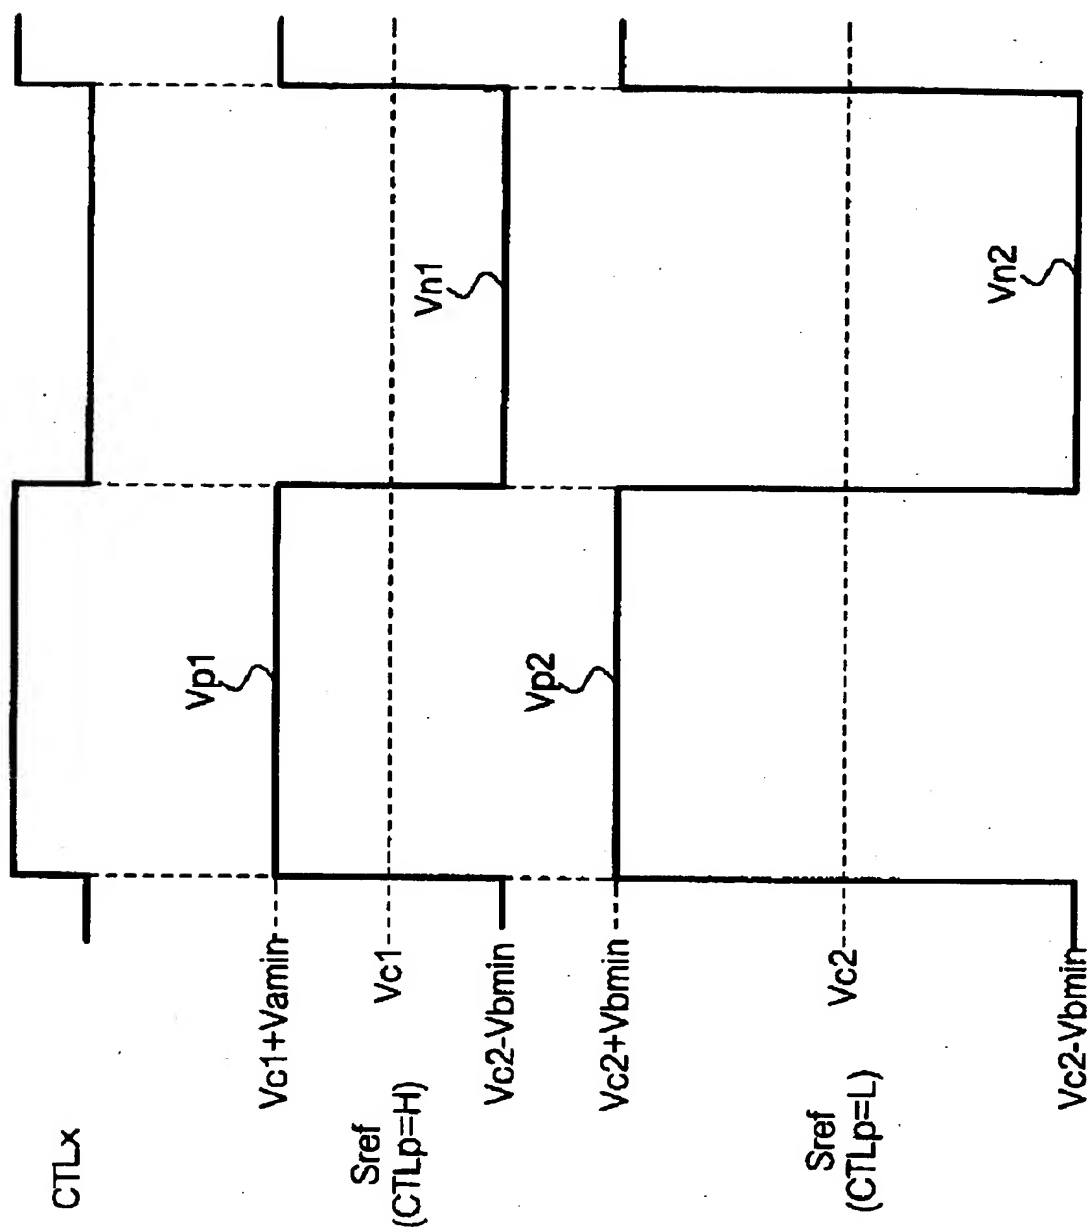 CTLx
Vc1+Vamin
Vp1
Vn1
Vc1
Sref
(CTLp=H)
Vc2-Vbmin
Vc2+Vbmin
Vp2
Vn2
Vc2
Sref
(CTLp=L)
Vc2-Vbmin